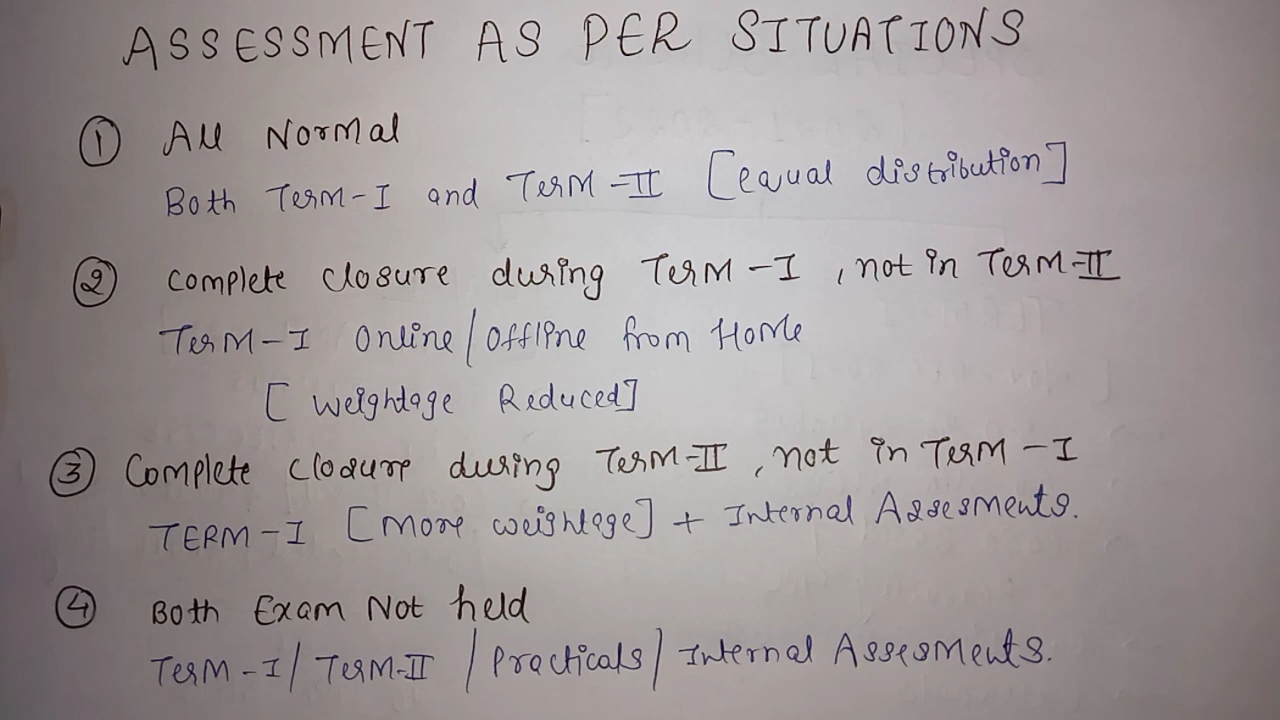 ASSESSMENT AS PER SITUATIONS
① All Normal
Both Term-I and Term-II [equal distribution]
② Complete closure during Term-I, not in Term-II
Term-I Online/offline from Home
[Weightage Reduced]
③ Complete closure during Term-II, not in Term-I
TERM-I [More weightage] + Internal Assesments.
④ Both Exam Not held
Term-I/Term-II/Practicals/Internal Assesments.